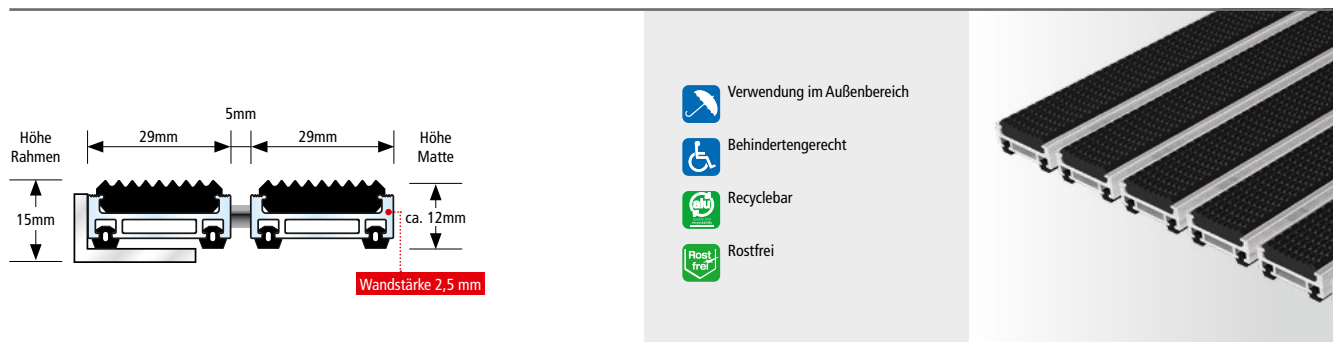 5mm
Höhe
Rahmen
29mm
29mm
Höhe
Matte
15mm
ca. 12mm
Wandstärke 2,5 mm
Verwendung im Außenbereich
Behindertengerecht
alu
Recyclebar
Rost
frei
Rostfrei